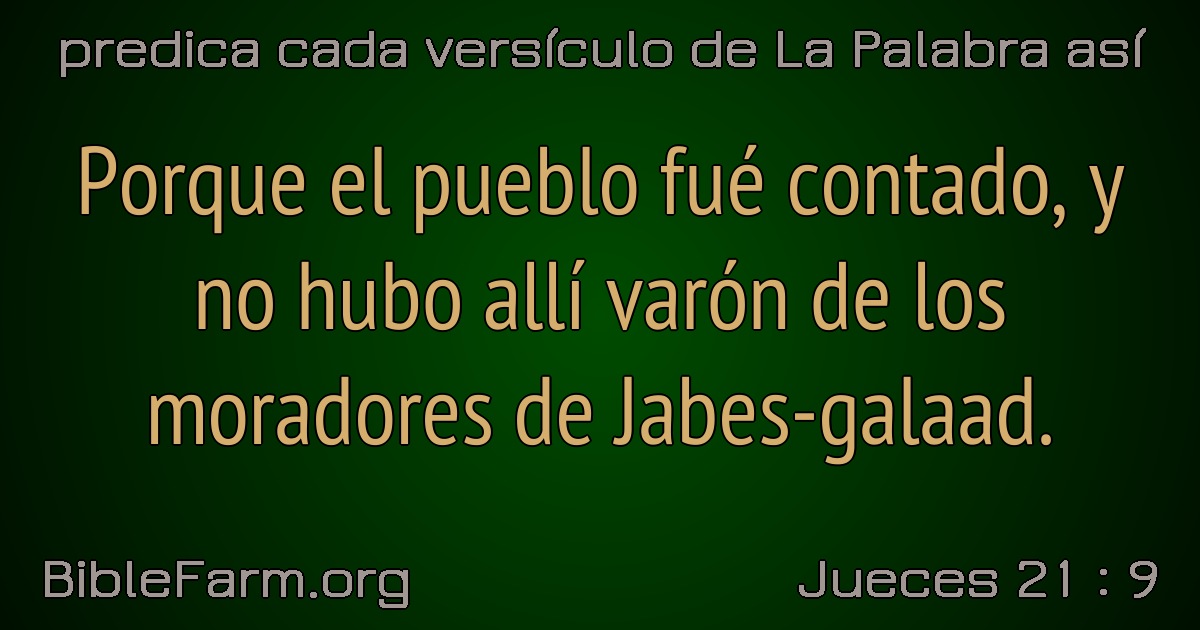 predica cada versículo de La Palabra así
Porque el pueblo fué contado, y
no hubo allí varón de los
moradores de Jabes-galaad.
BibleFarm.org
Jueces 21 : 9